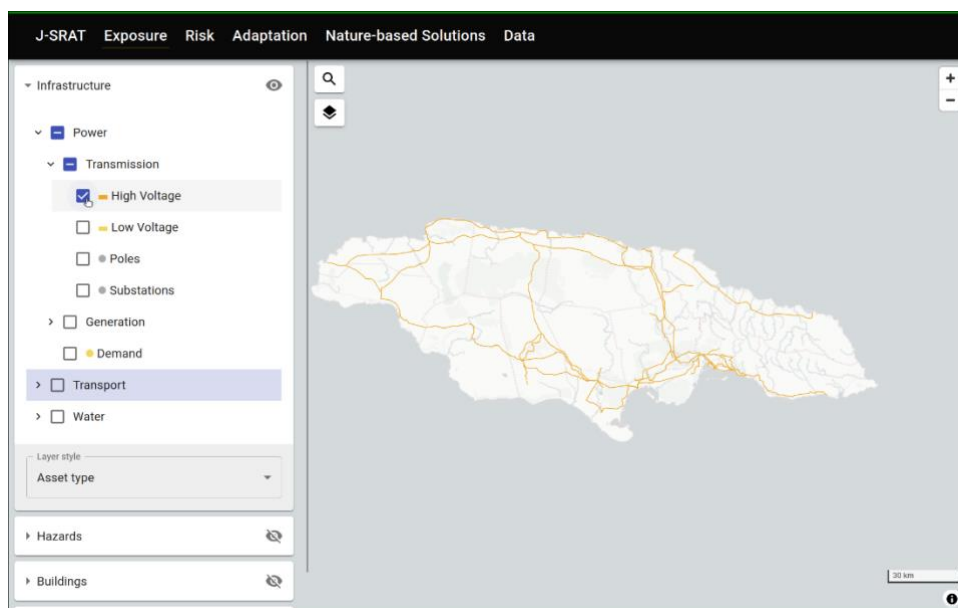 J-SRAT Exposure Risk Adaptation Nature-based Solutions Data
Infrastructure
Power
Transmission
High Voltage
Low Voltage
Poles
Substations
Generation
Demand
Transport
Water
Layer style
Asset type
Hazards
Buildings
30 km